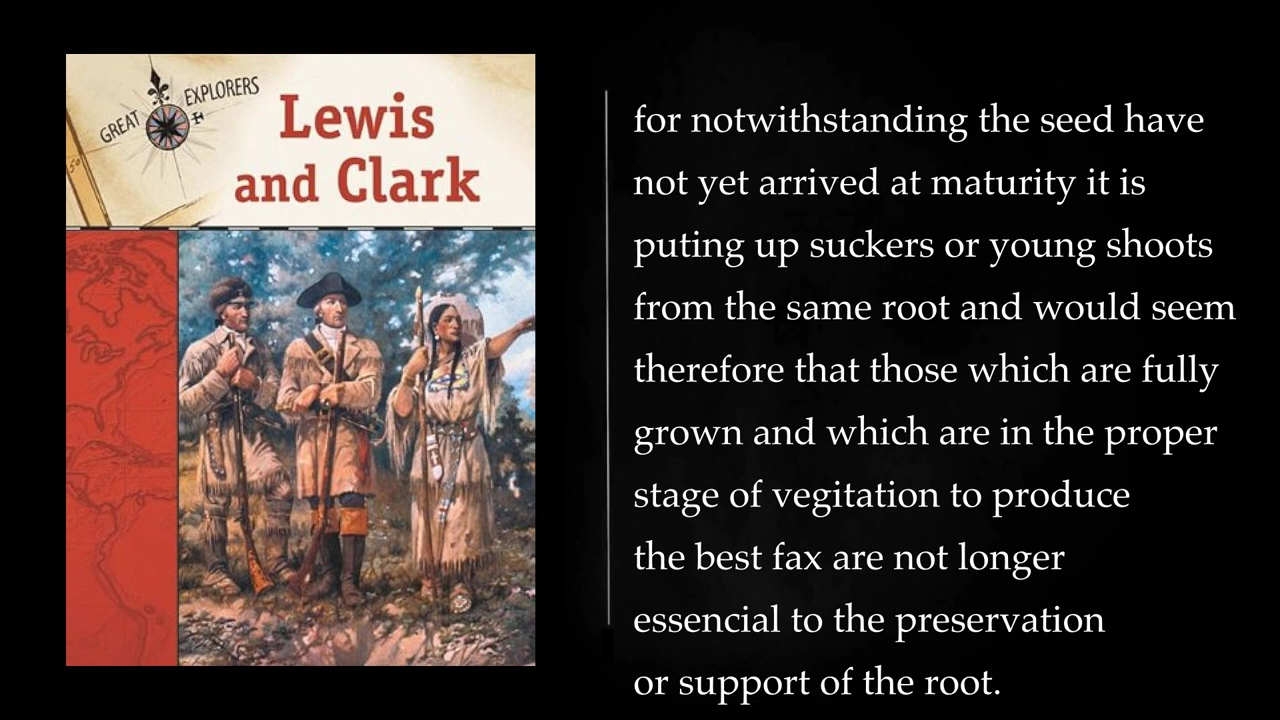 GREAT EXPLORERS
Lewis
and Clark
50
for notwithstanding the seed have
not yet arrived at maturity it is
puting up suckers or young shoots
from the same root and would seem
therefore that those which are fully
grown and which are in the proper
stage of vegitation to produce
the best fax are not longer
essencial to the preservation
or support of the root.